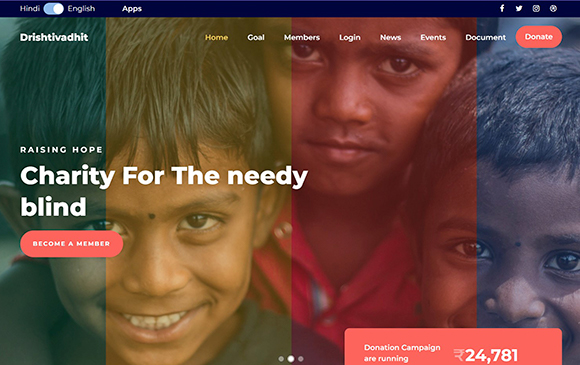 Hindi English Apps
Drishtivadhit Home Goal Members Login News Events Document Donate
RAISING HOPE
Charity For The needy
blind
BECOME A MEMBER
Donation Campaign
are running
₹24,781